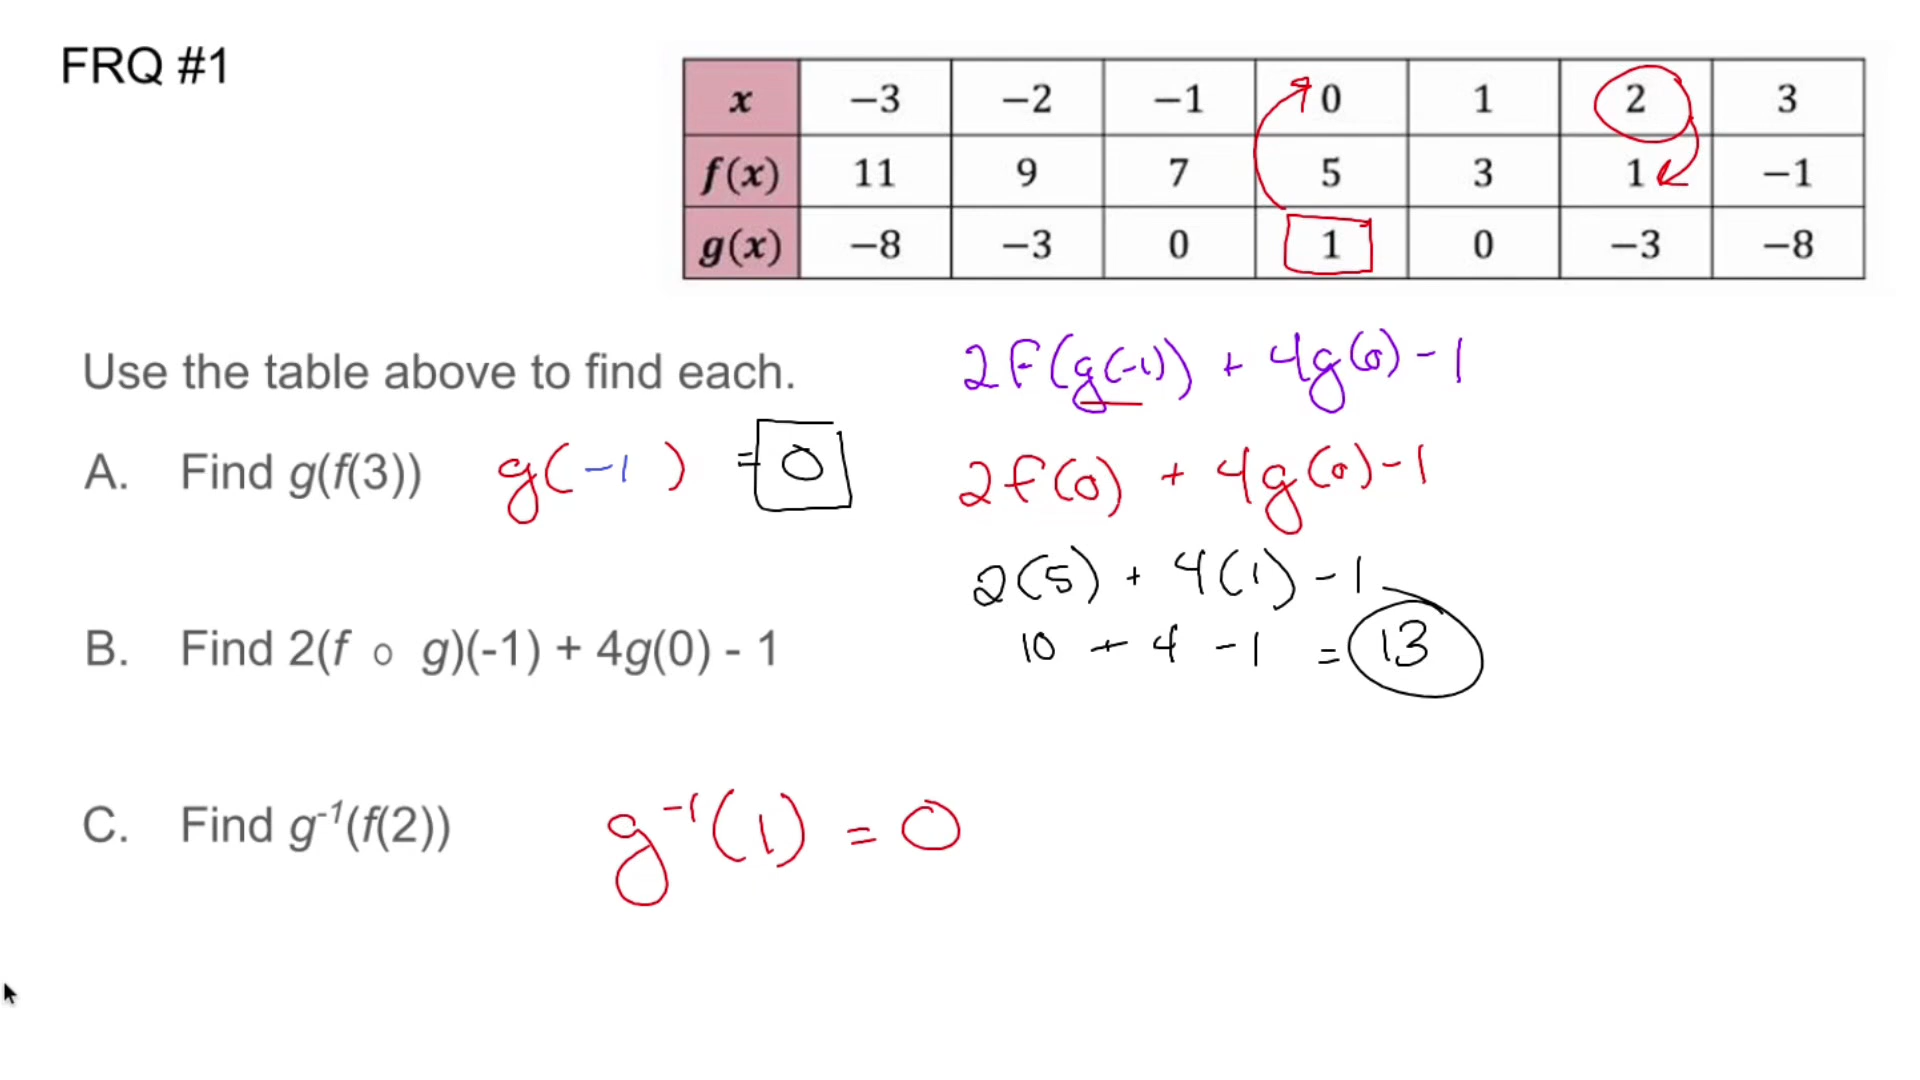 FRQ #1
x −3 −2 −1 0 1 2 3
f(x) 11 9 7 5 3 1 −1
g(x) −8 −3 0 1 0 −3 −8
Use the table above to find each.
2f(g(-1)) + 4g(0) - 1
A. Find g(f(3)) g(-1) = 0
2f(0) + 4g(0) - 1
2(5) + 4(1) - 1
10 + 4 - 1 = 13
B. Find 2(f ∘ g)(-1) + 4g(0) - 1
C. Find g⁻¹(f(2)) g⁻¹(1) = 0